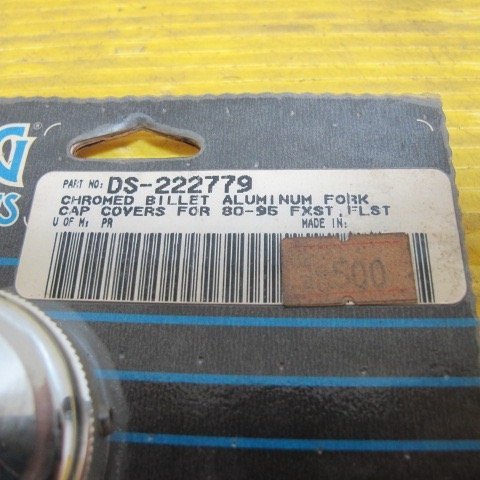 G®
S
PART NO: DS-222779
CHROMED BILLET ALUMINUM FORK
CAP COVERS FOR 80-95 FXST,FLST
U OF M: PR MADE IN:
500